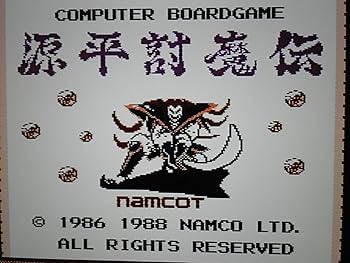 COMPUTER BOARDGAME
源平討魔伝
namcot
© 1986 1988 NAMCO LTD.
ALL RIGHTS RESERVED